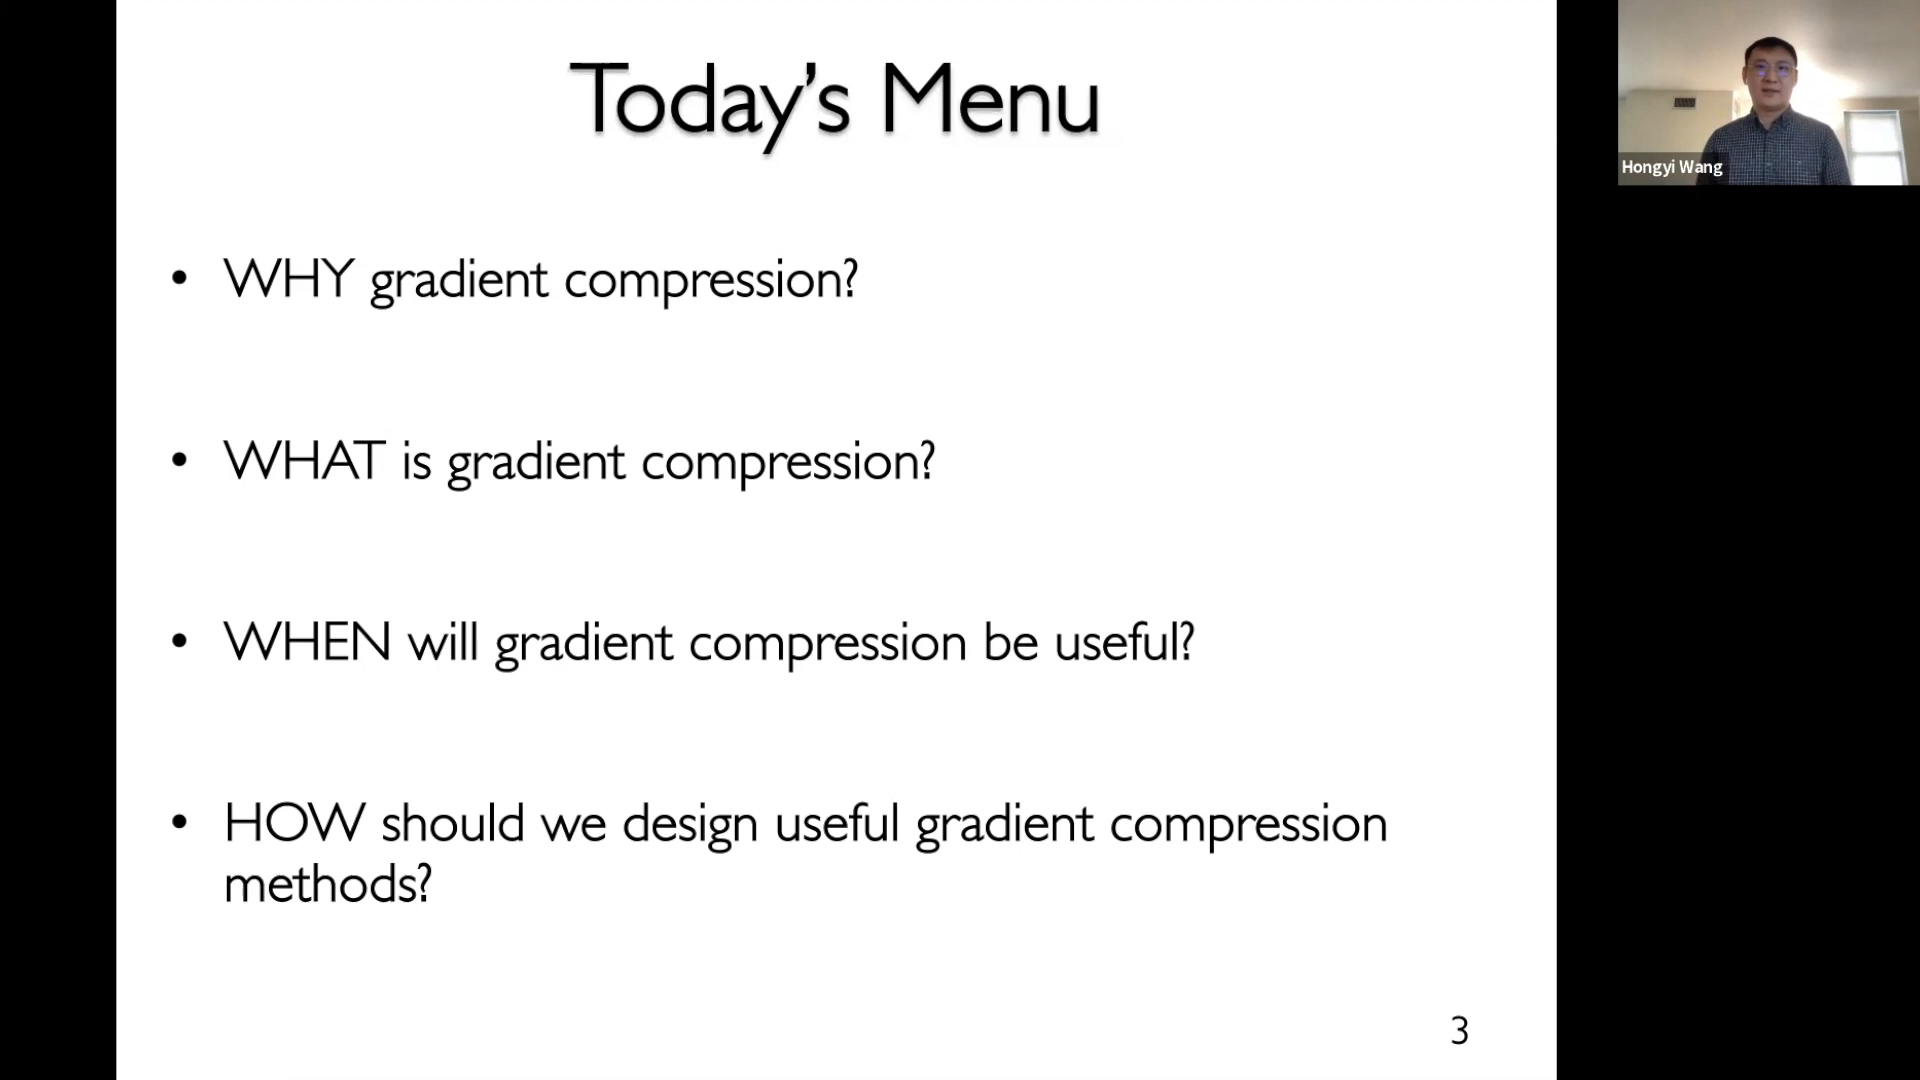 Today’s Menu
• WHY gradient compression?
• WHAT is gradient compression?
• WHEN will gradient compression be useful?
• HOW should we design useful gradient compression
methods?
3
Hongyi Wang